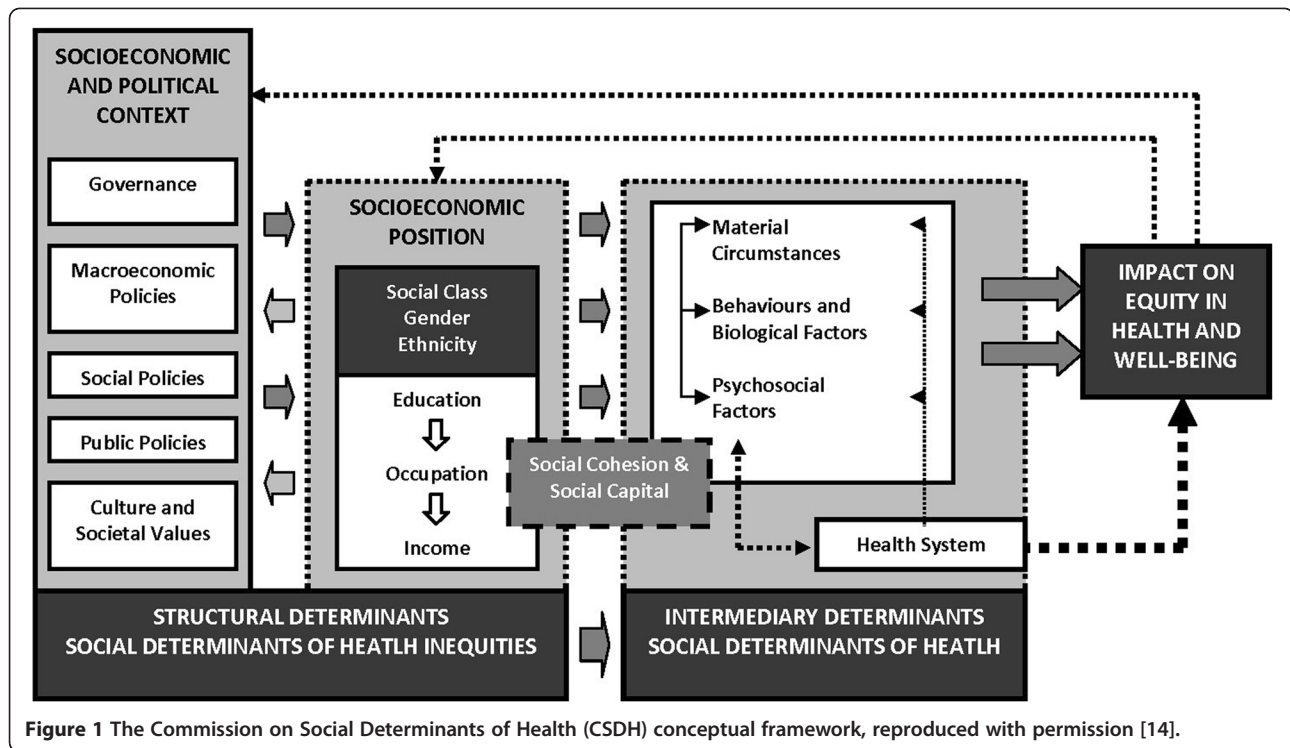 SOCIOECONOMIC
AND POLITICAL
CONTEXT
Governance
Macroeconomic
Policies
Social Policies
Public Policies
Culture and
Societal Values
SOCIOECONOMIC
POSITION
Social Class
Gender
Ethnicity
Education
Occupation
Income
Social Cohesion &
Social Capital
Material
Circumstances
Behaviours and
Biological Factors
Psychosocial
Factors
Health System
IMPACT ON
EQUITY IN
HEALTH AND
WELL-BEING
STRUCTURAL DETERMINANTS
SOCIAL DETERMINANTS OF HEATLH INEQUITIES
INTERMEDIARY DETERMINANTS
SOCIAL DETERMINANTS OF HEATLH
Figure 1 The Commission on Social Determinants of Health (CSDH) conceptual framework, reproduced with permission [14].